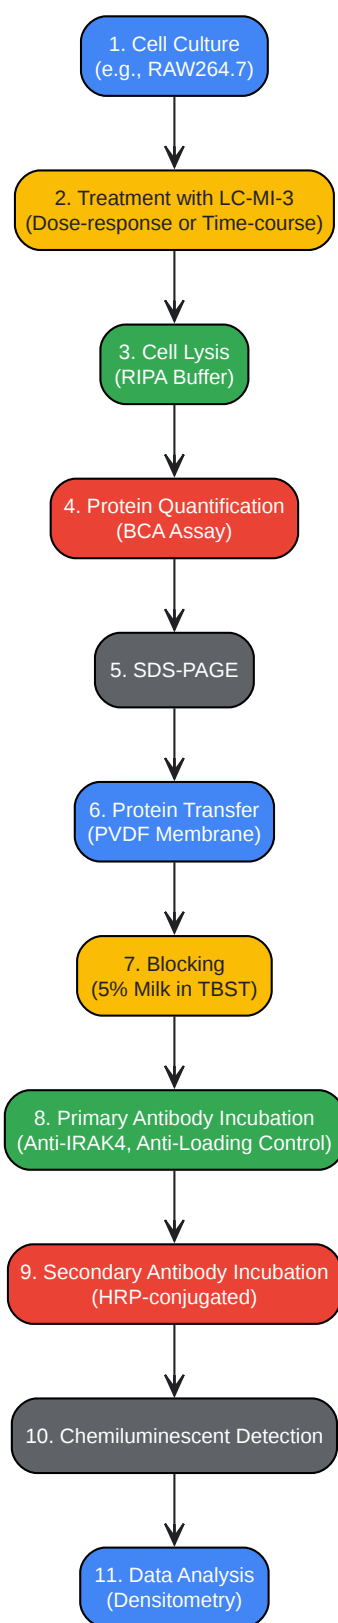 1. Cell Culture
(e.g., RAW264.7)
2. Treatment with LC-MI-3
(Dose-response or Time-course)
3. Cell Lysis
(RIPA Buffer)
4. Protein Quantification
(BCA Assay)
5. SDS-PAGE
6. Protein Transfer
(PVDF Membrane)
7. Blocking
(5% Milk in TBST)
8. Primary Antibody Incubation
(Anti-IRAK4, Anti-Loading Control)
9. Secondary Antibody Incubation
(HRP-conjugated)
10. Chemiluminescent Detection
11. Data Analysis
(Densitometry)